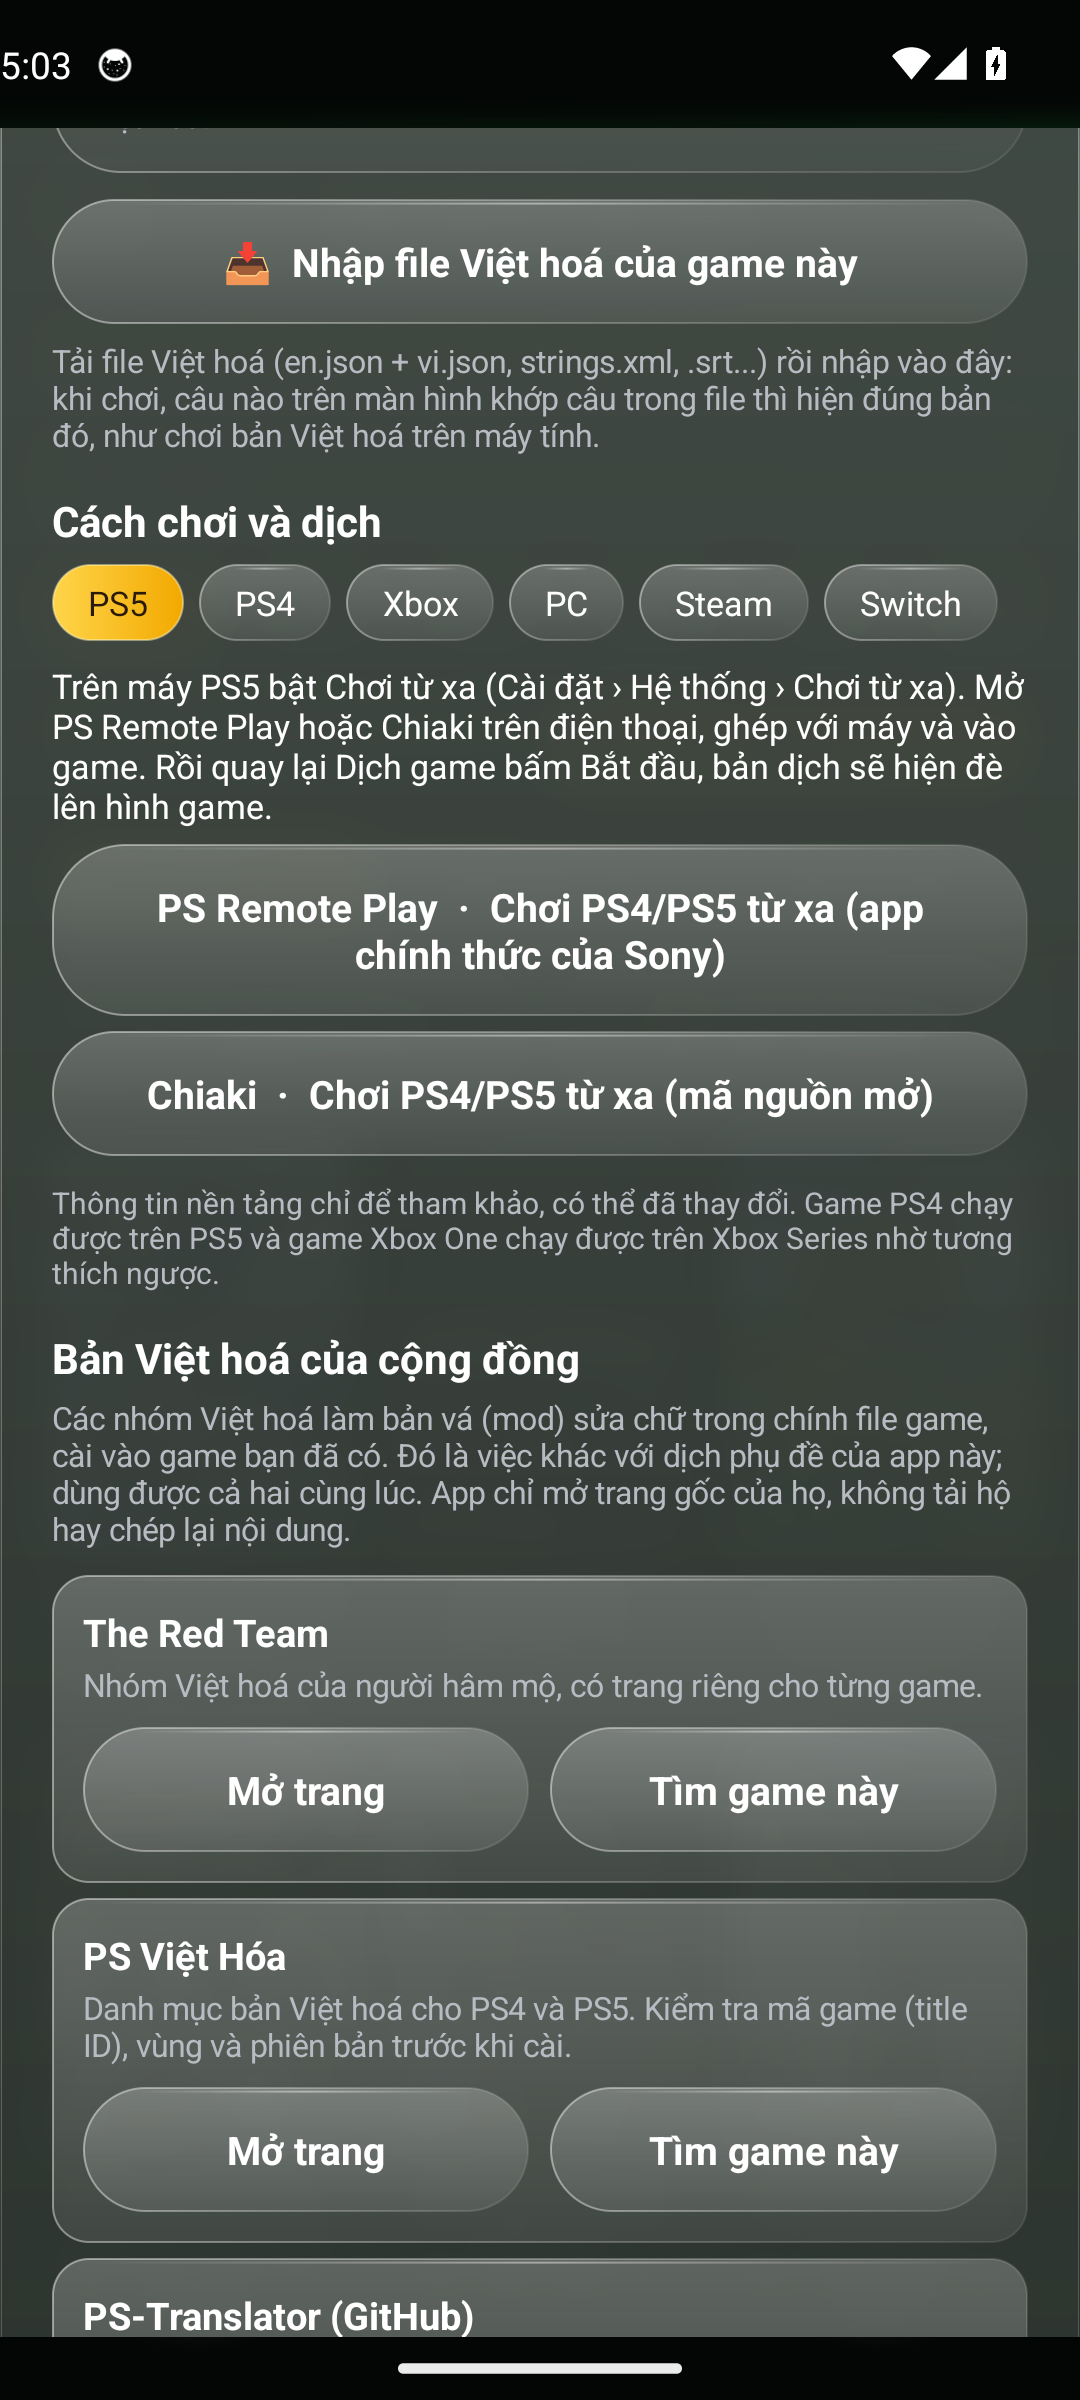 5:03
📥 Nhập file Việt hoá của game này
Tải file Việt hoá (en.json + vi.json, strings.xml, .srt...) rồi nhập vào đây:
khi chơi, câu nào trên màn hình khớp câu trong file thì hiện đúng bản
đó, như chơi bản Việt hoá trên máy tính.
Cách chơi và dịch
PS5 PS4 Xbox PC Steam Switch
Trên máy PS5 bật Chơi từ xa (Cài đặt › Hệ thống › Chơi từ xa). Mở
PS Remote Play hoặc Chiaki trên điện thoại, ghép với máy và vào
game. Rồi quay lại Dịch game bấm Bắt đầu, bản dịch sẽ hiện đè
lên hình game.
PS Remote Play · Chơi PS4/PS5 từ xa (app
chính thức của Sony)
Chiaki · Chơi PS4/PS5 từ xa (mã nguồn mở)
Thông tin nền tảng chỉ để tham khảo, có thể đã thay đổi. Game PS4 chạy
được trên PS5 và game Xbox One chạy được trên Xbox Series nhờ tương
thích ngược.
Bản Việt hoá của cộng đồng
Các nhóm Việt hoá làm bản vá (mod) sửa chữ trong chính file game,
cài vào game bạn đã có. Đó là việc khác với dịch phụ đề của app này;
dùng được cả hai cùng lúc. App chỉ mở trang gốc của họ, không tải hộ
hay chép lại nội dung.
The Red Team
Nhóm Việt hoá của người hâm mộ, có trang riêng cho từng game.
Mở trang Tìm game này
PS Việt Hóa
Danh mục bản Việt hoá cho PS4 và PS5. Kiểm tra mã game (title
ID), vùng và phiên bản trước khi cài.
Mở trang Tìm game này
PS-Translator (GitHub)